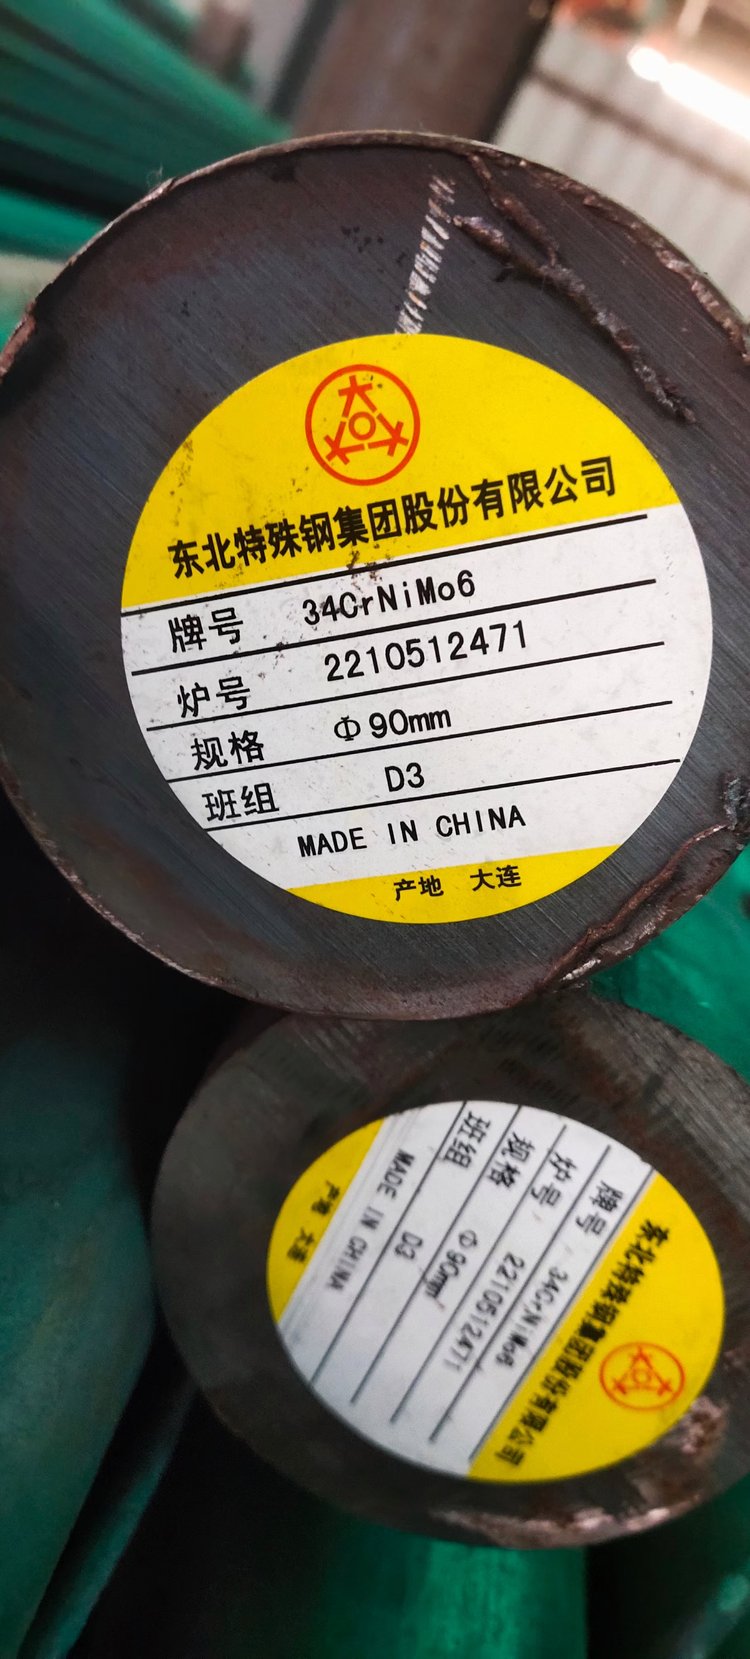 东北特殊钢集团股份有限公司
牌号 34CrNiMo6
炉号 2210512471
规格 Φ90mm
班组 D3
MADE IN CHINA
产地 大连
东北特殊钢集团股份有限公司
牌号 34CrNiMo6
炉号 2210512471
规格 Φ90mm
班组 D3
MADE IN CHINA
产地 大连